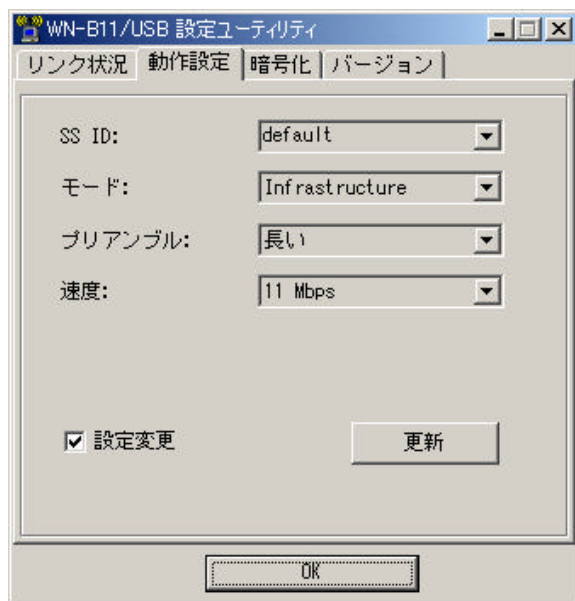 WN-B11/USB 設定ユーティリティ
リンク状況 動作設定 暗号化 バージョン
SS ID: default
モード: Infrastructure
プリアンブル: 長い
速度: 11 Mbps
設定変更 更新
OK